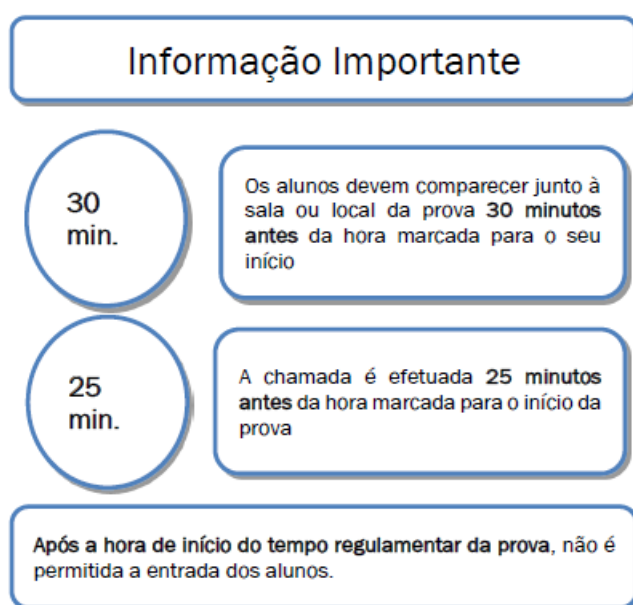 Informação Importante
30
min.
Os alunos devem comparecer junto à
sala ou local da prova 30 minutos
antes da hora marcada para o seu
início
25
min.
A chamada é efetuada 25 minutos
antes da hora marcada para o início da
prova
Após a hora de início do tempo regulamentar da prova, não é
permitida a entrada dos alunos.